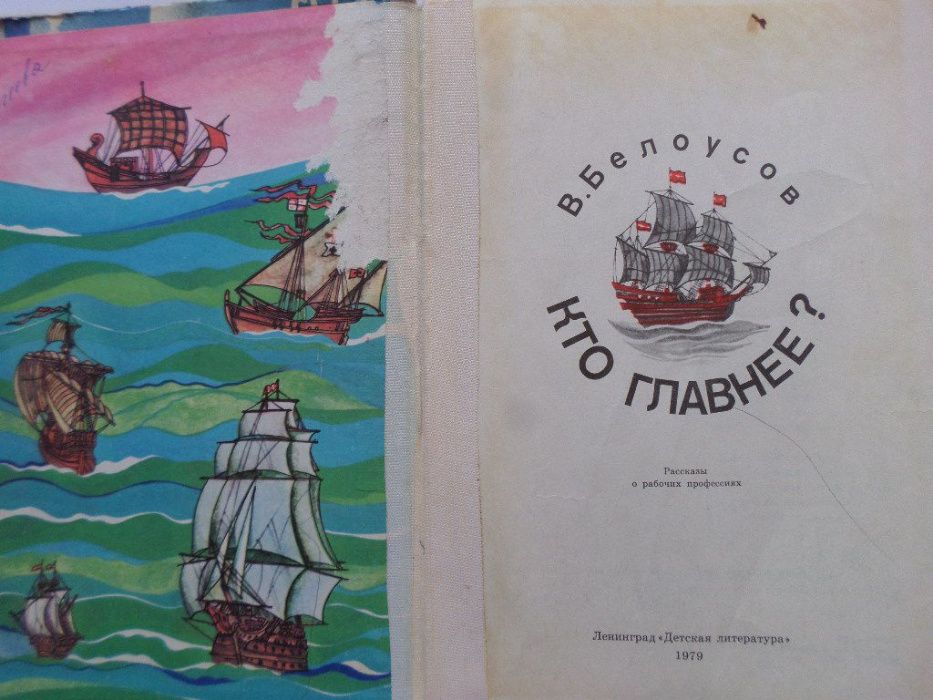 В. Белоусов
КТО ГЛАВНЕЕ?
Рассказы
о рабочих профессиях
Ленинград «Детская литература»
1979